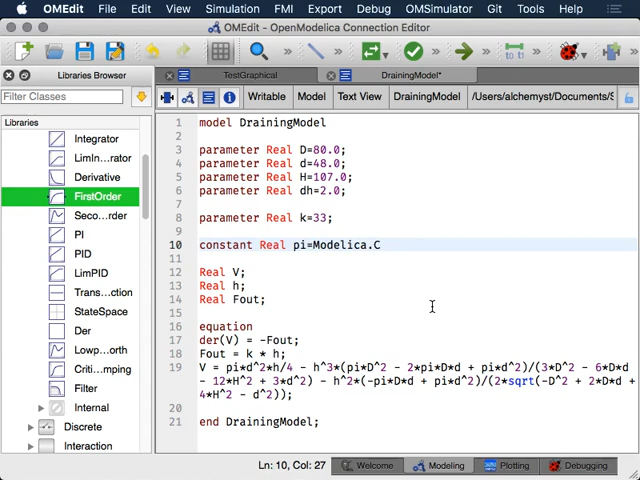 OMEdit File Edit View Simulation FMI Export Debug OMSimulator Git Tools Help
OMEdit - OpenModelica Connection Editor
Libraries Browser
TestGraphical
DrainingModel*
Filter Classes
Writable Model Text View DrainingModel /Users/alchemyst/Documents/S
Libraries
Integrator
LimIn...rator
Derivative
FirstOrder
Seco...rder
PI
PID
LimPID
Trans...ction
StateSpace
Der
Lowp...orth
Criti...mping
Filter
Internal
Discrete
Interaction
1 model DrainingModel
2
3 parameter Real D=80.0;
4 parameter Real d=48.0;
5 parameter Real H=107.0;
6 parameter Real dh=2.0;
7
8 parameter Real k=33;
9
10 constant Real pi=Modelica.C
11
12 Real V;
13 Real h;
14 Real Fout;
15
16 equation
17 der(V) = -Fout;
18 Fout = k * h;
19 V = pi*d^2*h/4 - h^3*(pi*D^2 - 2*pi*D*d + pi*d^2)/(3*D^2 - 6*D*d
- 12*H^2 + 3*d^2) - h^2*(-pi*D*d + pi*d^2)/(2*sqrt(-D^2 + 2*D*d +
4*H^2 - d^2));
20
21 end DrainingModel;
Ln: 10, Col: 27 Welcome Modeling Plotting Debugging